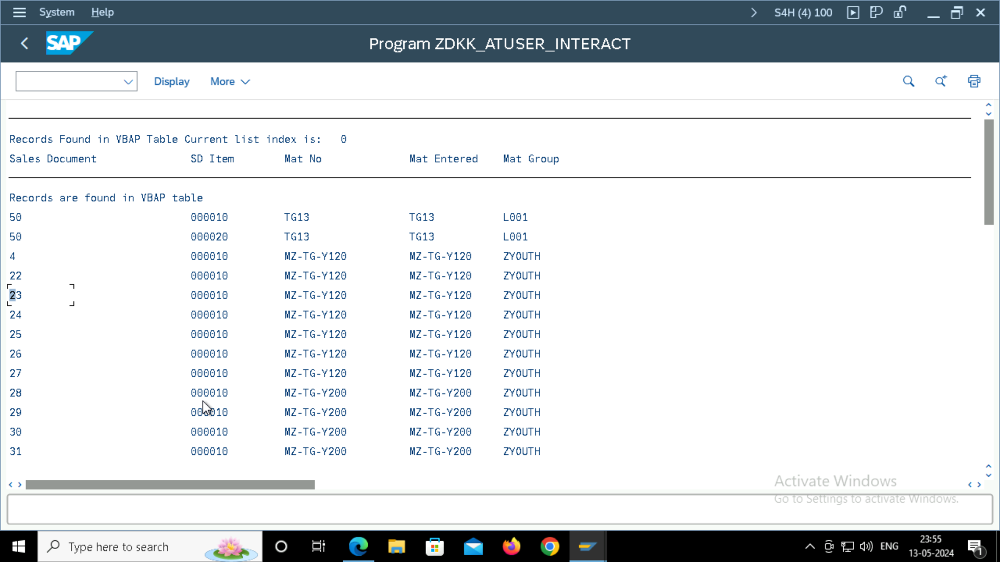 System Help S4H (4) 100
SAP Program ZDKK_ATUSER_INTERACT
Display More
Records Found in VBAP Table Current list index is: 0
Sales Document SD Item Mat No Mat Entered Mat Group
Records are found in VBAP table
50 000010 TG13 TG13 L001
50 000020 TG13 TG13 L001
4 000010 MZ-TG-Y120 MZ-TG-Y120 ZYOUTH
22 000010 MZ-TG-Y120 MZ-TG-Y120 ZYOUTH
23 000010 MZ-TG-Y120 MZ-TG-Y120 ZYOUTH
24 000010 MZ-TG-Y120 MZ-TG-Y120 ZYOUTH
25 000010 MZ-TG-Y120 MZ-TG-Y120 ZYOUTH
26 000010 MZ-TG-Y120 MZ-TG-Y120 ZYOUTH
27 000010 MZ-TG-Y120 MZ-TG-Y120 ZYOUTH
28 000010 MZ-TG-Y200 MZ-TG-Y200 ZYOUTH
29 000010 MZ-TG-Y200 MZ-TG-Y200 ZYOUTH
30 000010 MZ-TG-Y200 MZ-TG-Y200 ZYOUTH
31 000010 MZ-TG-Y200 MZ-TG-Y200 ZYOUTH
Activate Windows
Go to Settings to activate Windows.
Type here to search ENG 23:55
13-05-2024 1